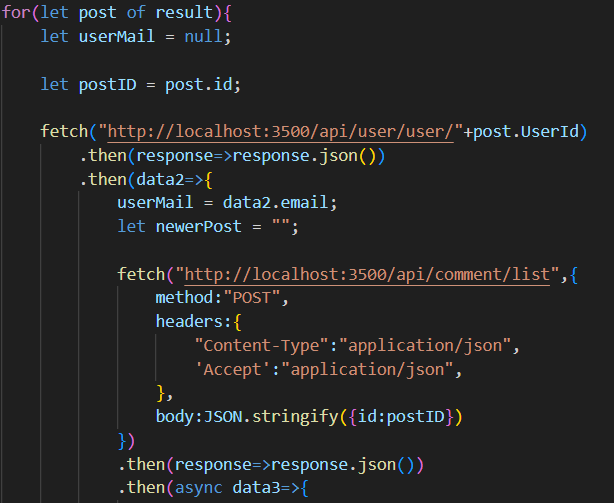 for(let post of result){
let userMail = null;
let postID = post.id;
fetch("http://localhost:3500/api/user/user/"+post.UserId)
.then(response=>response.json())
.then(data2=>{
userMail = data2.email;
let newerPost = "";
fetch("http://localhost:3500/api/comment/list",{
method:"POST",
headers:{
"Content-Type":"application/json",
'Accept':"application/json",
},
body:JSON.stringify({id:postID})
})
.then(response=>response.json())
.then(async data3=>{